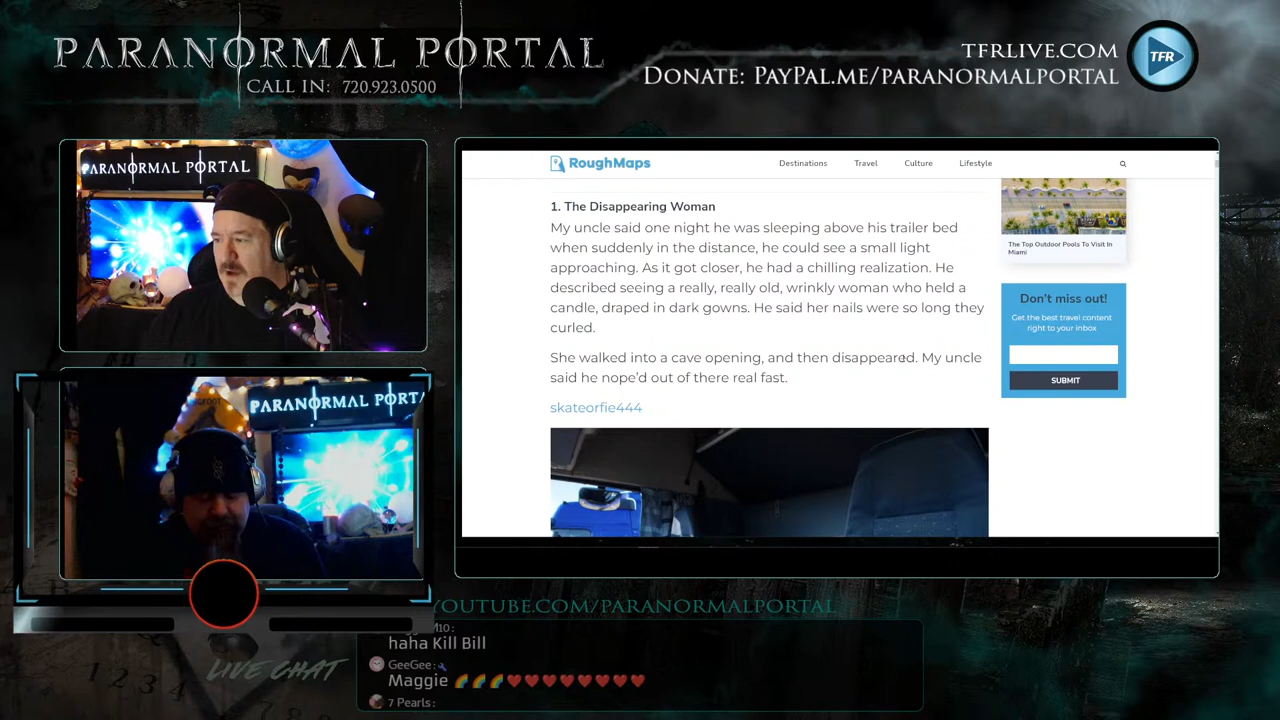 PARANORMAL PORTAL
CALL IN: 720.923.0500
TFRLIVE.COM
DONATE: PAYPAL.ME/PARANORMALPORTAL
TFR
PARANORMAL PORTAL
PARANORMAL PORTA
RoughMaps
Destinations
Travel
Culture
Lifestyle
1. The Disappearing Woman
My uncle said one night he was sleeping above his trailer bed
when suddenly in the distance, he could see a small light
approaching. As it got closer, he had a chilling realization. He
described seeing a really, really old, wrinkly woman who held a
candle, draped in dark gowns. He said her nails were so long they
curled.
She walked into a cave opening, and then disappeared. My uncle
said he nope'd out of there real fast.
skateorfie444
The Top Outdoor Pools To Visit In
Miami
Don't miss out!
Get the best travel content
right to your inbox
SUBMIT
YOUTUBE.COM/PARANORMALPORTAL
LIVE CHAT
haha Kill Bill
GeeGee:
Maggie 🌈🌈🌈❤❤❤❤❤❤❤❤❤
7 Pearls: